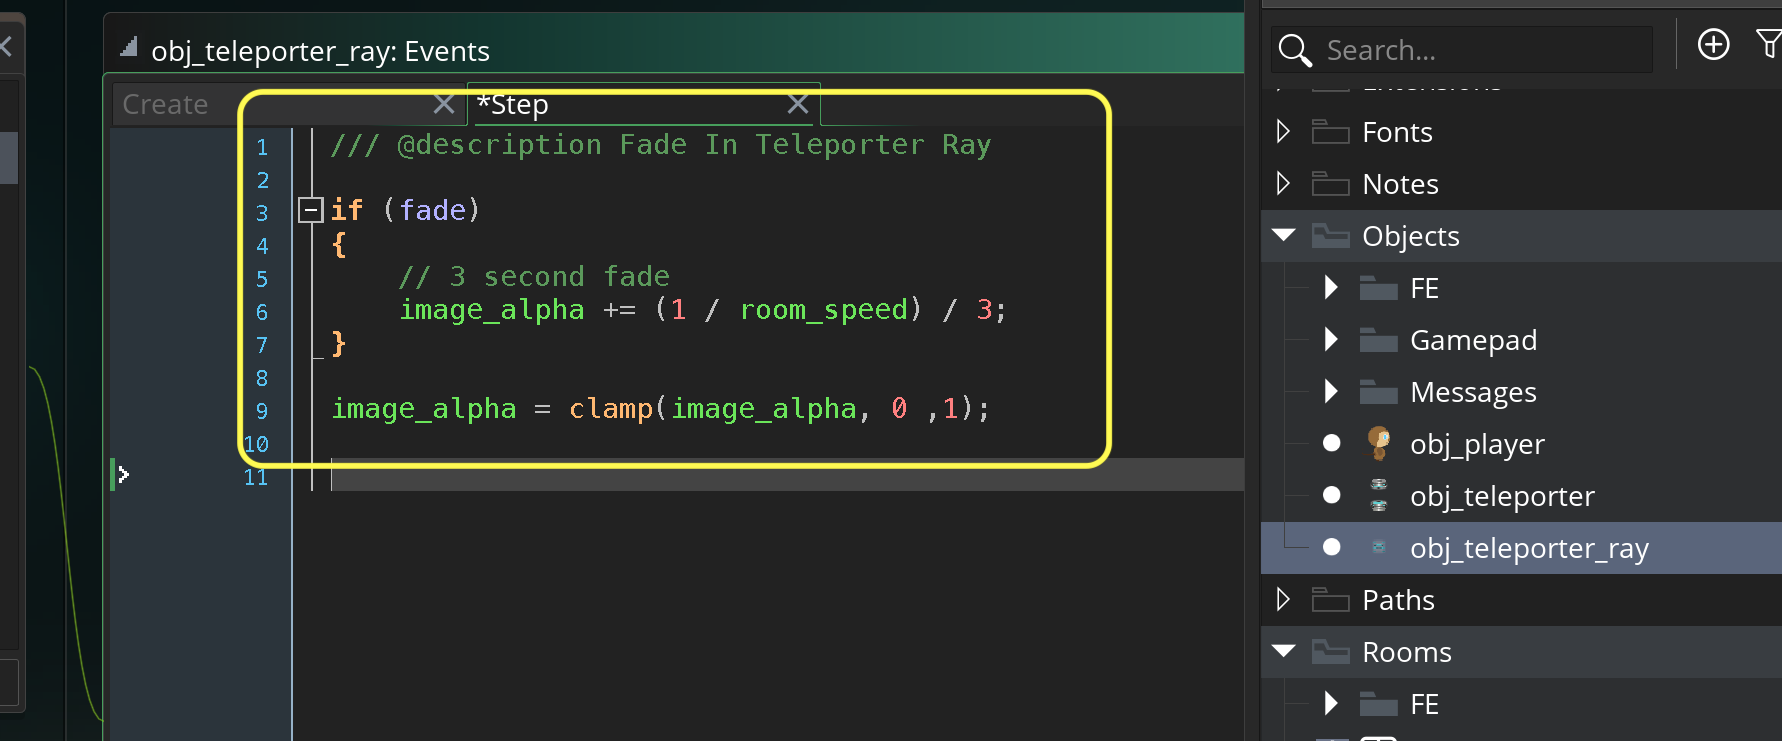 obj_teleporter_ray: Events
Create
*Step
1 /// @description Fade In Teleporter Ray
2
3 if (fade)
4 {
5 // 3 second fade
6 image_alpha += (1 / room_speed) / 3;
7 }
8
9 image_alpha = clamp(image_alpha, 0 ,1);
10
11
Search...
Extensions
Fonts
Notes
Objects
FE
Gamepad
Messages
obj_player
obj_teleporter
obj_teleporter_ray
Paths
Rooms
FE